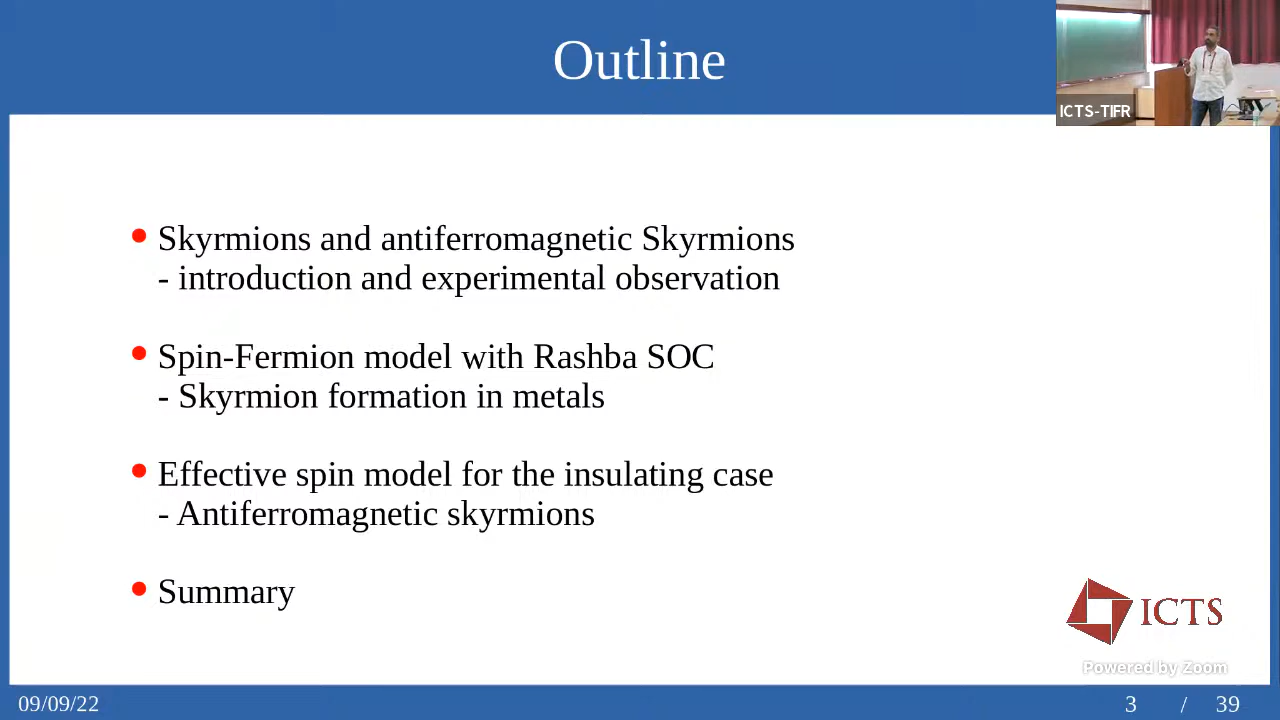 Outline
ICTS-TIFR
● Skyrmions and antiferromagnetic Skyrmions
- introduction and experimental observation
● Spin-Fermion model with Rashba SOC
- Skyrmion formation in metals
● Effective spin model for the insulating case
- Antiferromagnetic skyrmions
● Summary
ICTS
Powered by Zoom
09/09/22 3 / 39